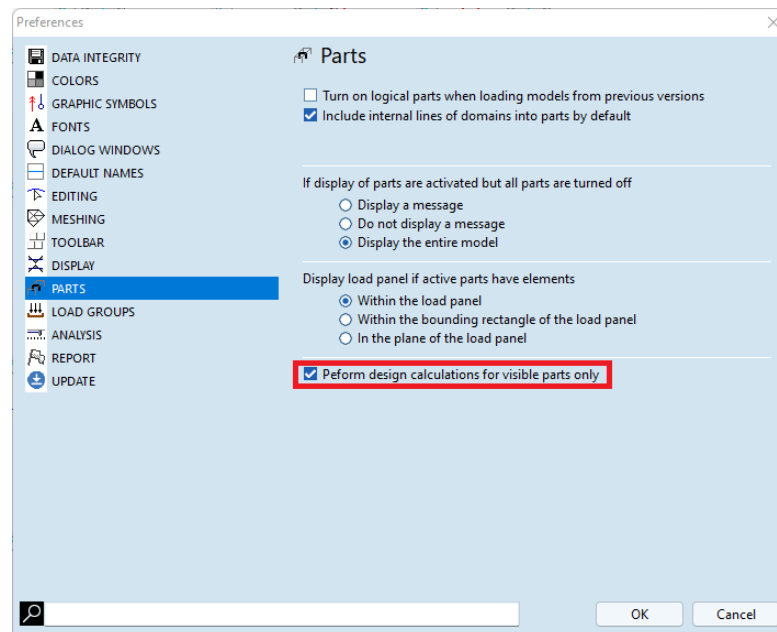 Preferences
DATA INTEGRITY
COLORS
GRAPHIC SYMBOLS
A FONTS
DIALOG WINDOWS
DEFAULT NAMES
EDITING
MESHING
TOOLBAR
DISPLAY
PARTS
LOAD GROUPS
ANALYSIS
REPORT
UPDATE
Parts
Turn on logical parts when loading models from previous versions
Include internal lines of domains into parts by default
If display of parts are activated but all parts are turned off
Display a message
Do not display a message
Display the entire model
Display load panel if active parts have elements
Within the load panel
Within the bounding rectangle of the load panel
In the plane of the load panel
Peform design calculations for visible parts only
OK
Cancel